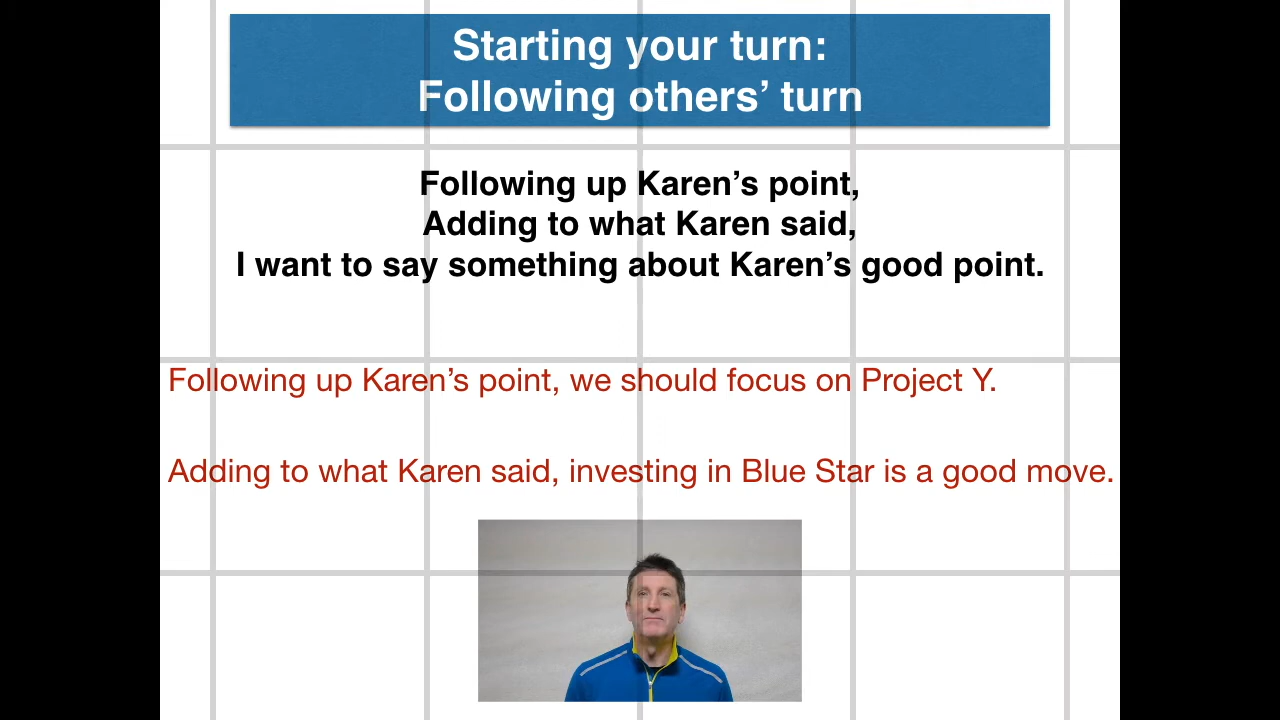 Starting your turn:
Following others’ turn
Following up Karen’s point,
Adding to what Karen said,
I want to say something about Karen’s good point.
Following up Karen’s point, we should focus on Project Y.
Adding to what Karen said, investing in Blue Star is a good move.